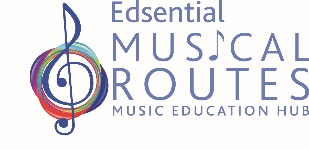 Edsential
MUSICAL
ROUTES
MUSIC EDUCATION HUB